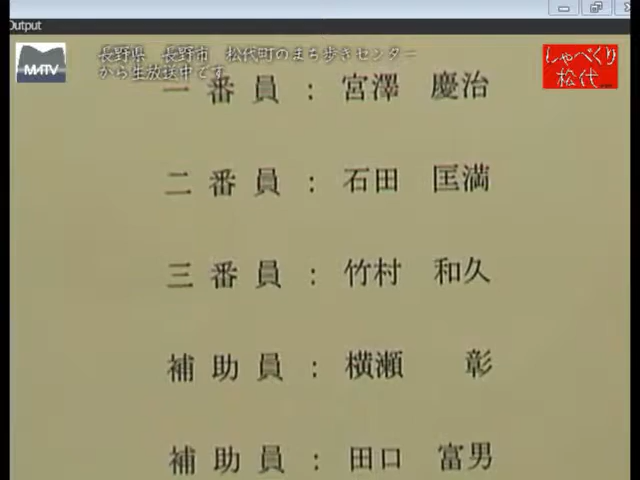 Output
MATV
長野県 長野市 松代町のまち歩きセンター
から生放送中です
しゃべくり
松代
一番員：宮澤 慶治
二番員：石田 匡満
三番員：竹村 和久
補助員：横瀬 彰
補助員：田口 富男